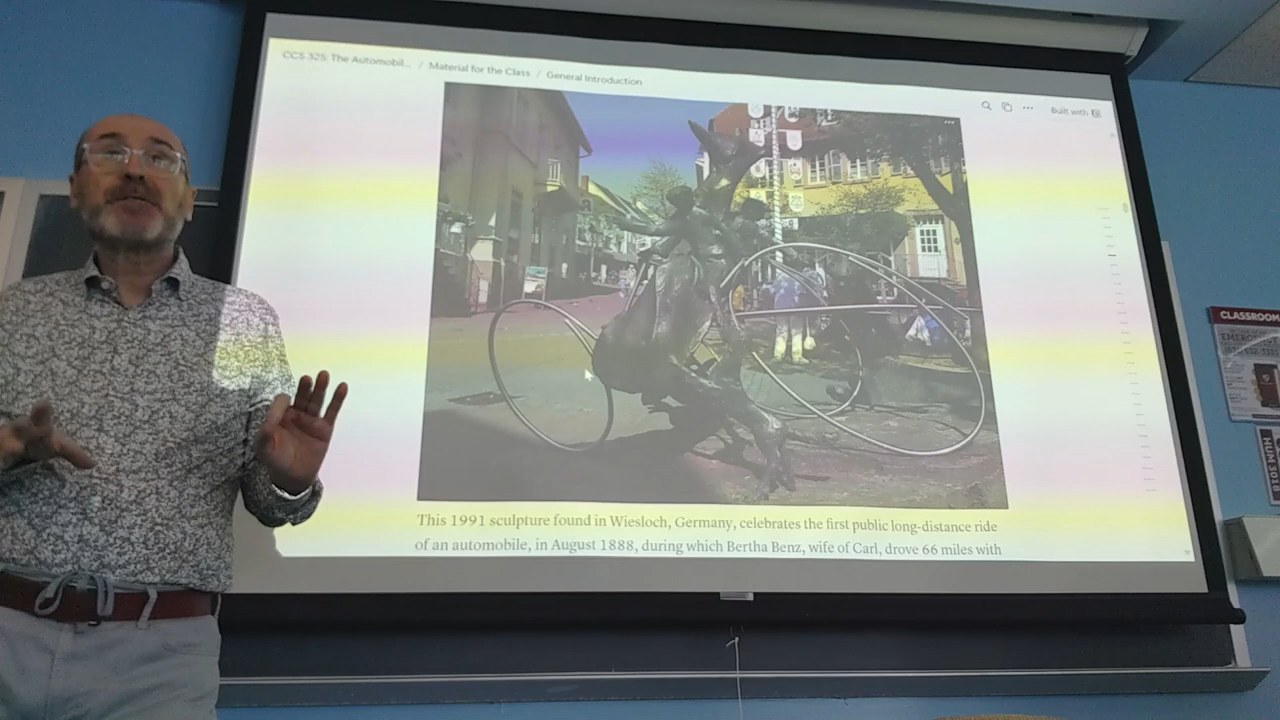 CCS 325: The Automobil... / Material for the Class / General Introduction
Built with
This 1991 sculpture found in Wiesloch, Germany, celebrates the first public long-distance ride
of an automobile, in August 1888, during which Bertha Benz, wife of Carl, drove 66 miles with
CLASSROOM